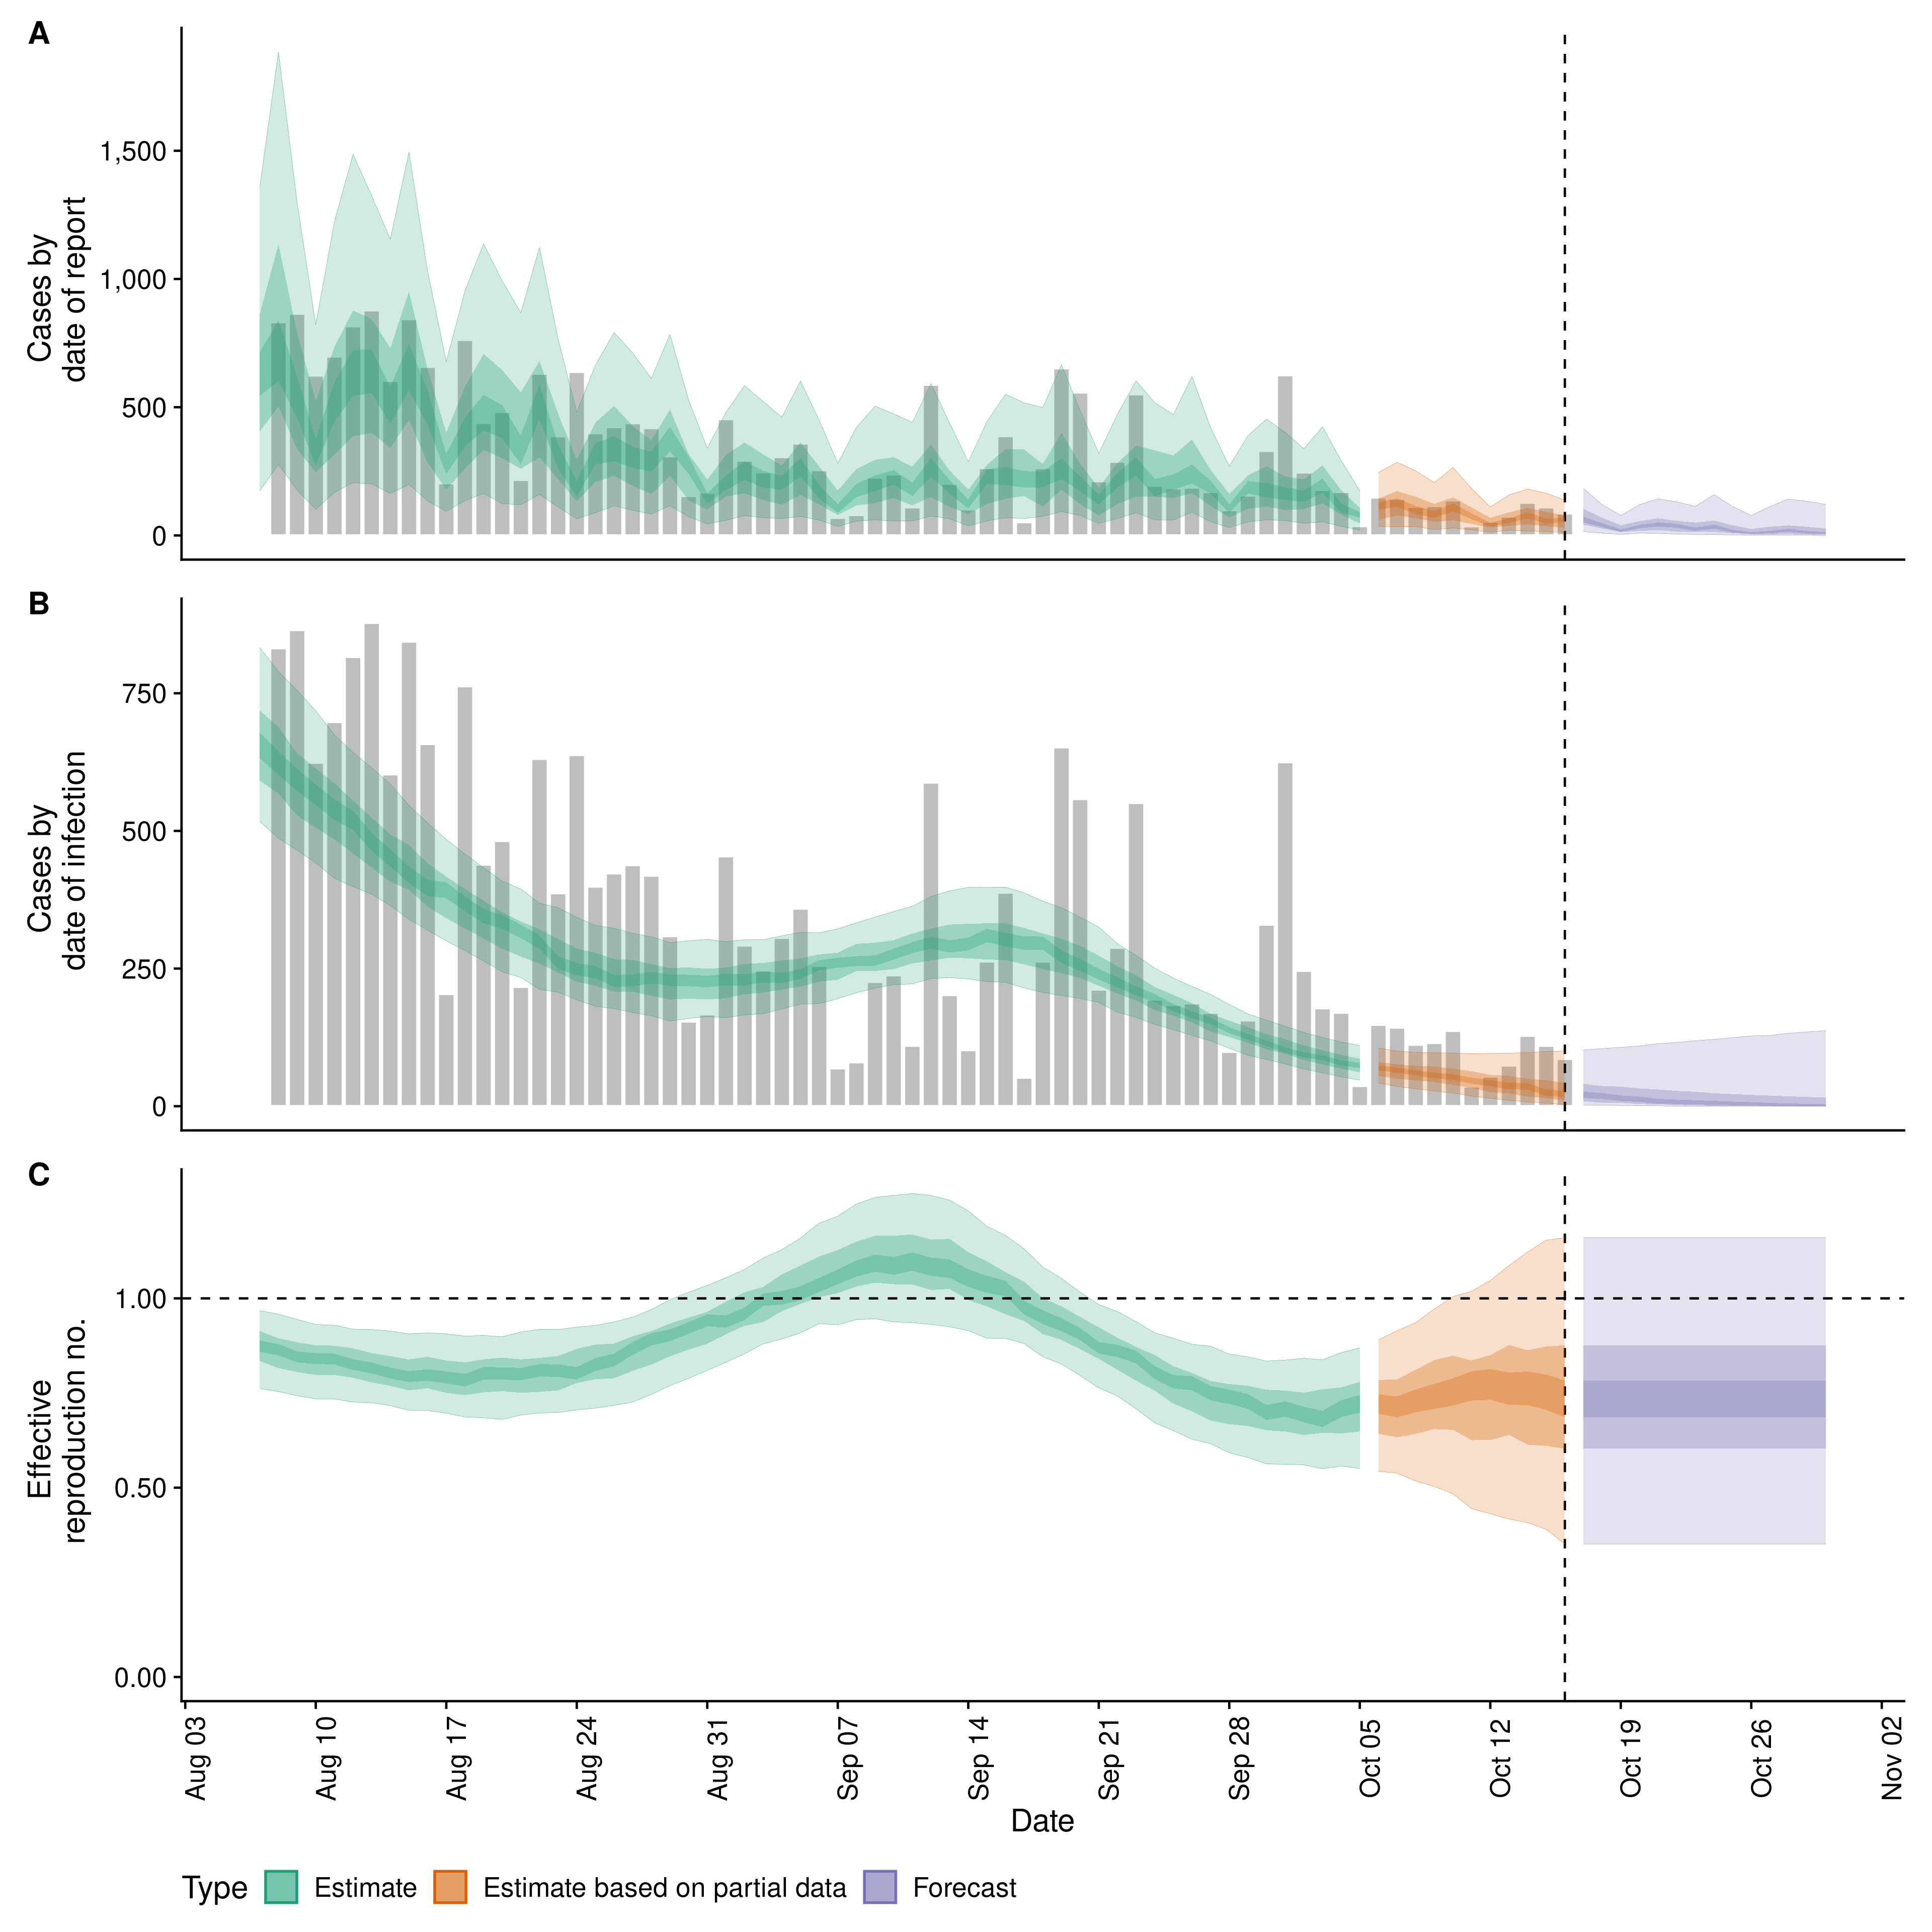 A
Cases by
date of report
1,500
1,000
500
0
B
Cases by
date of infection
750
500
250
0
C
Effective
reproduction no.
1.00
0.50
0.00
Aug 03
Aug 10
Aug 17
Aug 24
Aug 31
Sep 07
Sep 14
Sep 21
Sep 28
Oct 05
Oct 12
Oct 19
Oct 26
Nov 02
Date
Type Estimate Estimate based on partial data Forecast